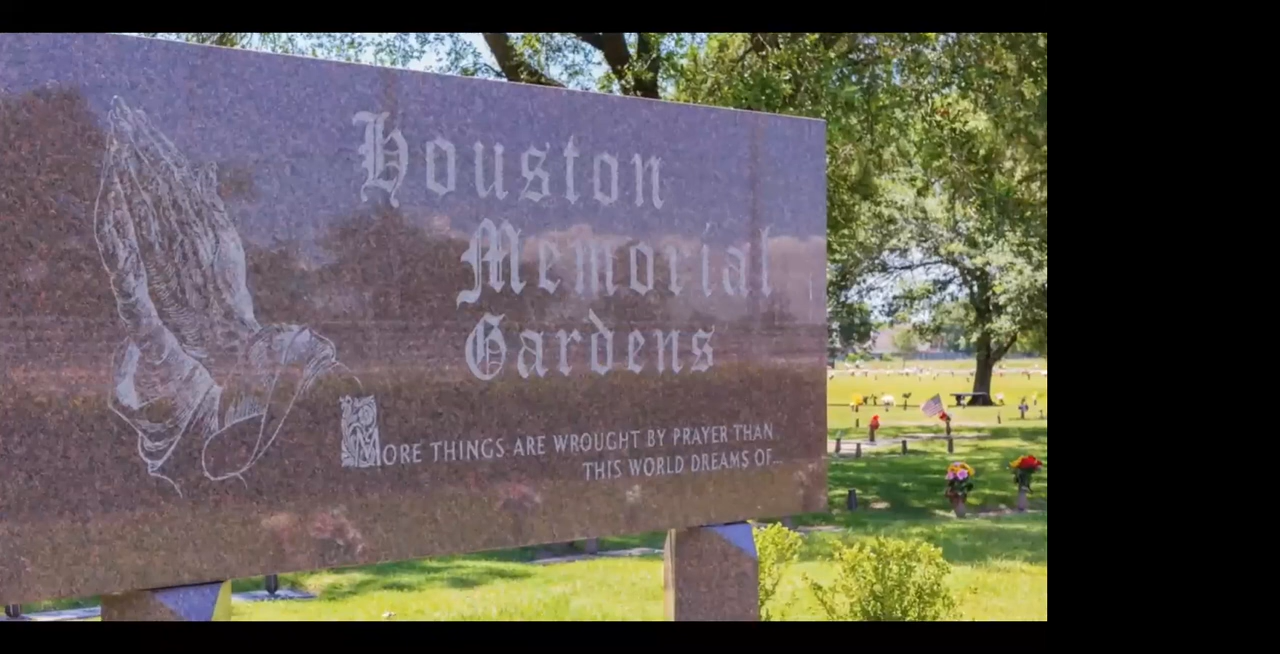 Houston
Memorial
Gardens
MORE THINGS ARE WROUGHT BY PRAYER THAN
THIS WORLD DREAMS OF...